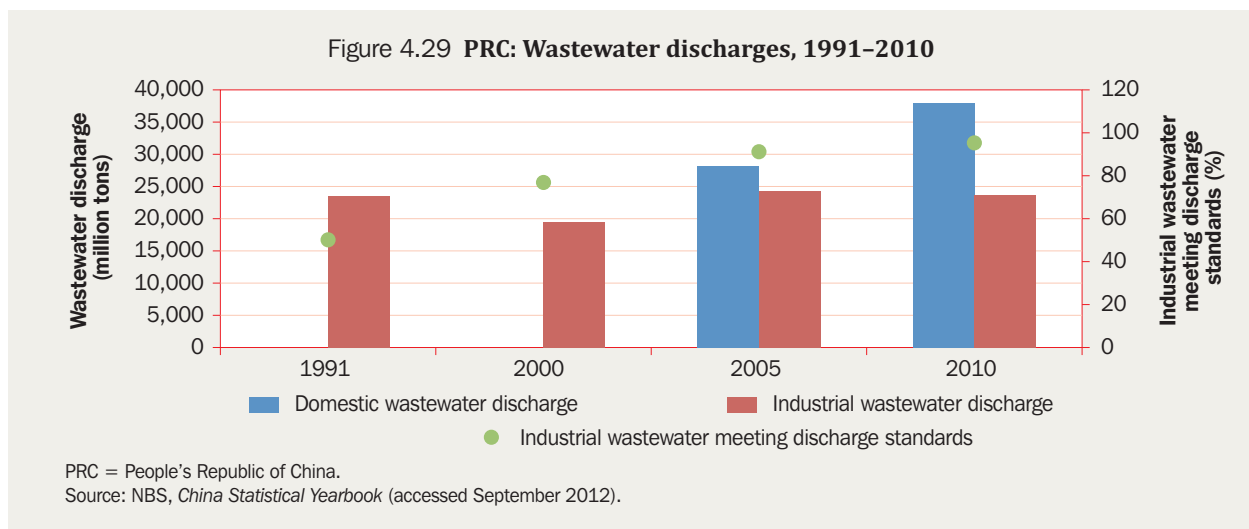 Figure 4.29 PRC: Wastewater discharges, 1991–2010
Wastewater discharge
(million tons)
40,000
35,000
30,000
25,000
20,000
15,000
10,000
5,000
0
120
100
80
60
40
20
0
Industrial wastewater
meeting discharge
standards (%)
1991 2000 2005 2010
Domestic wastewater discharge Industrial wastewater discharge
Industrial wastewater meeting discharge standards
PRC = People's Republic of China.
Source: NBS, China Statistical Yearbook (accessed September 2012).